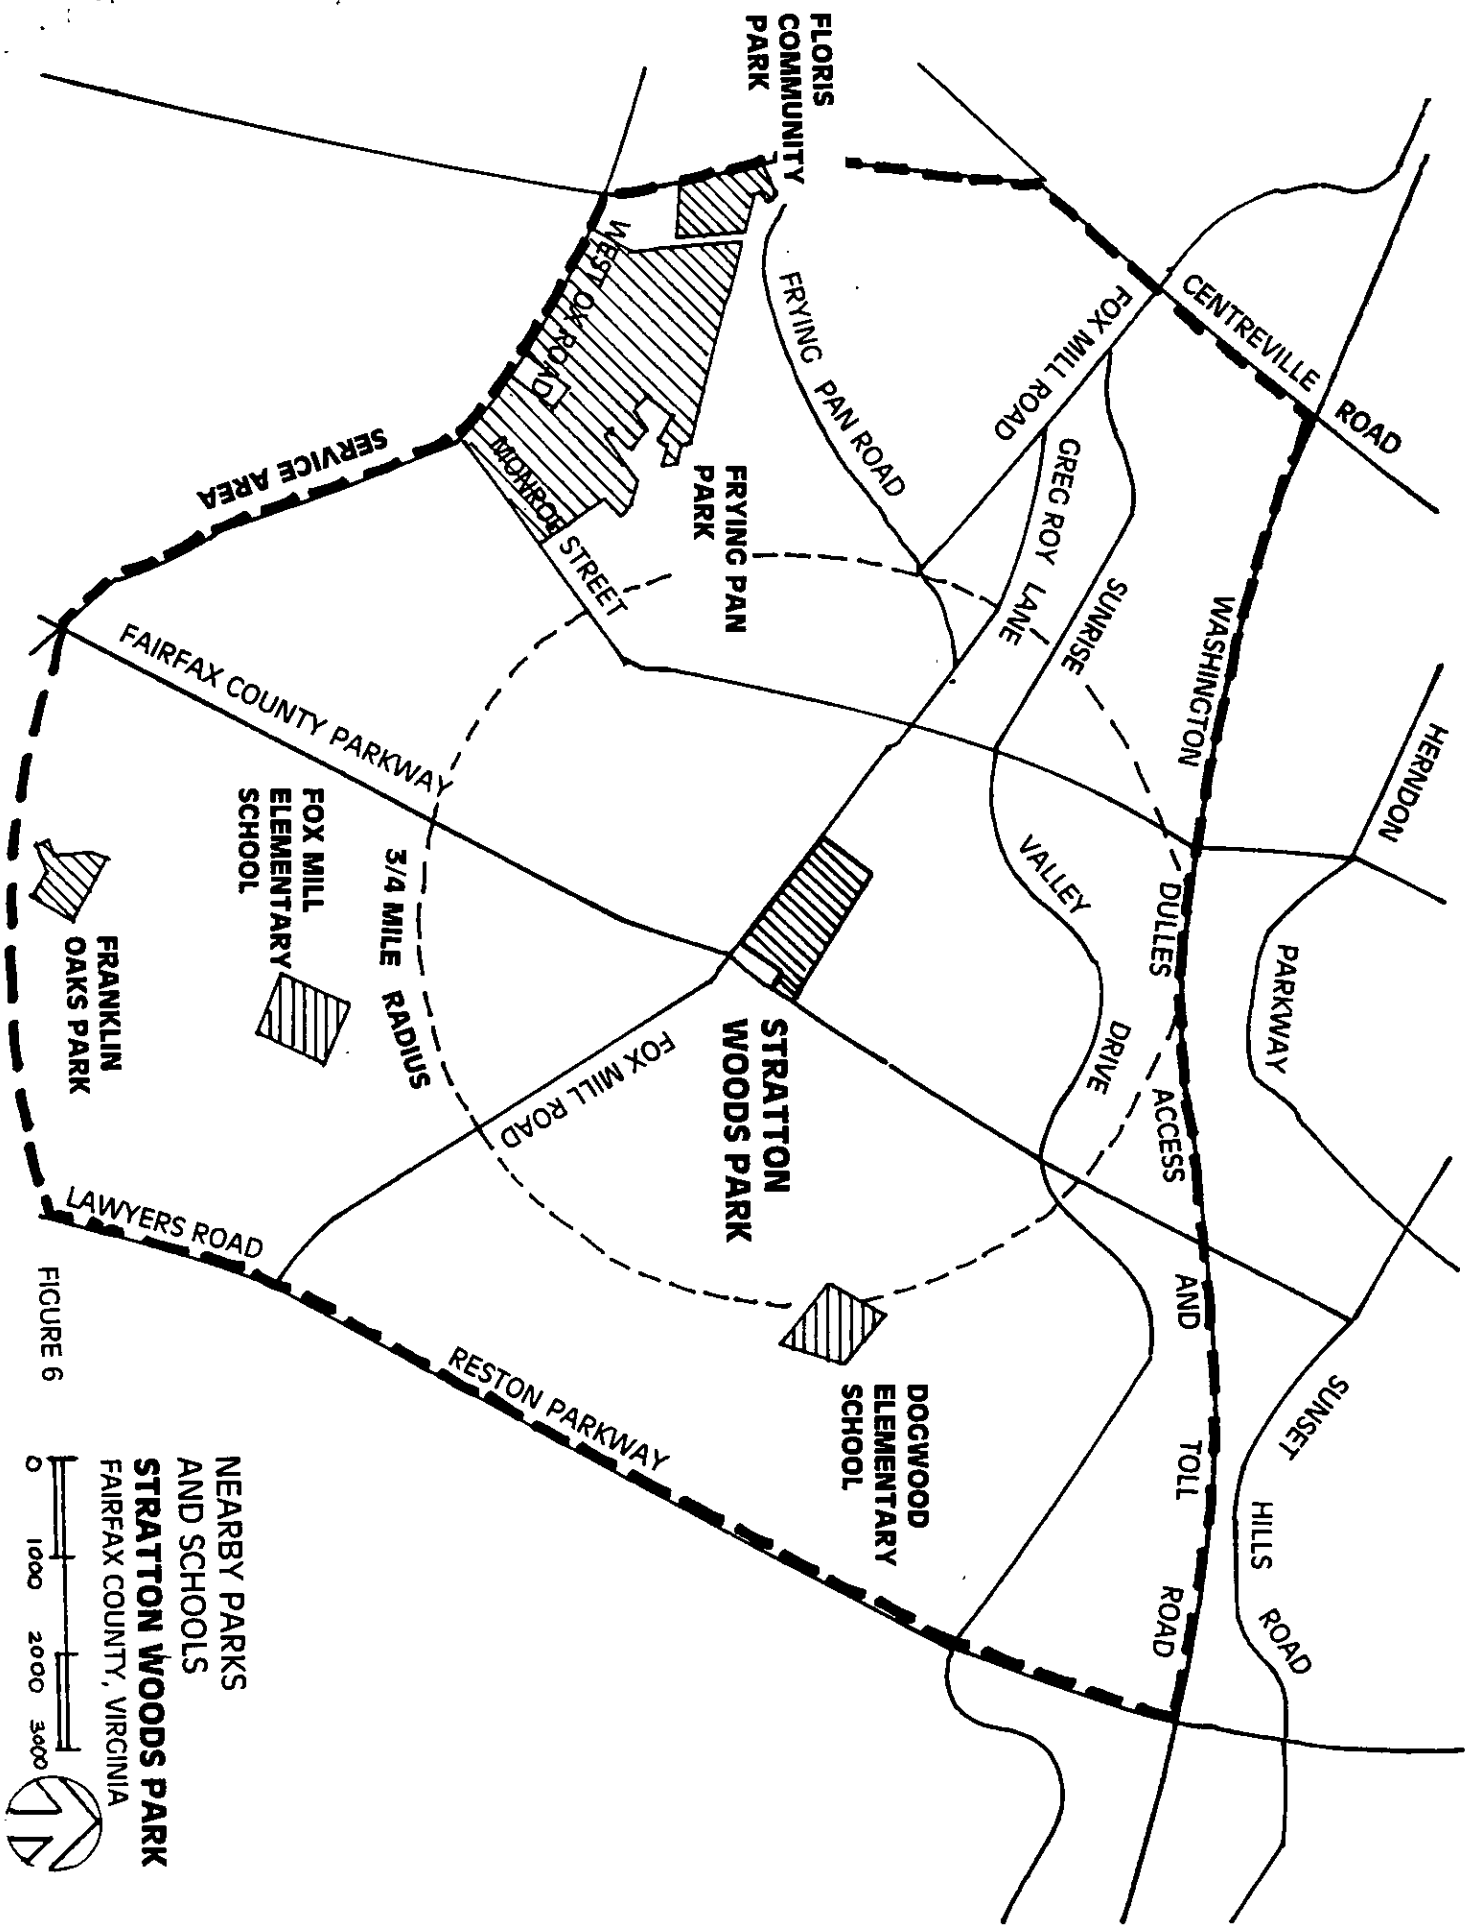 FLORIS
COMMUNITY
PARK
CENTREVILLE
ROAD
FOX MILL ROAD
FRYING PAN ROAD
GREG ROY LANE
WEST OX ROAD
MONROE STREET
FRYING PAN
PARK
SERVICE AREA
SUNRISE
VALLEY
DRIVE
WASHINGTON
DULLES
ACCESS
AND
TOLL
ROAD
HERNDON
PARKWAY
SUNSET
HILLS
ROAD
FAIRFAX COUNTY PARKWAY
FOX MILL
ELEMENTARY
SCHOOL
3/4 MILE RADIUS
FRANKLIN
OAKS PARK
STRATTON
WOODS PARK
FOX MILL ROAD
DOGWOOD
ELEMENTARY
SCHOOL
LAWYERS ROAD
RESTON PARKWAY
FIGURE 6
NEARBY PARKS
AND SCHOOLS
STRATTON WOODS PARK
FAIRFAX COUNTY, VIRGINIA
0 1000 2000 3000